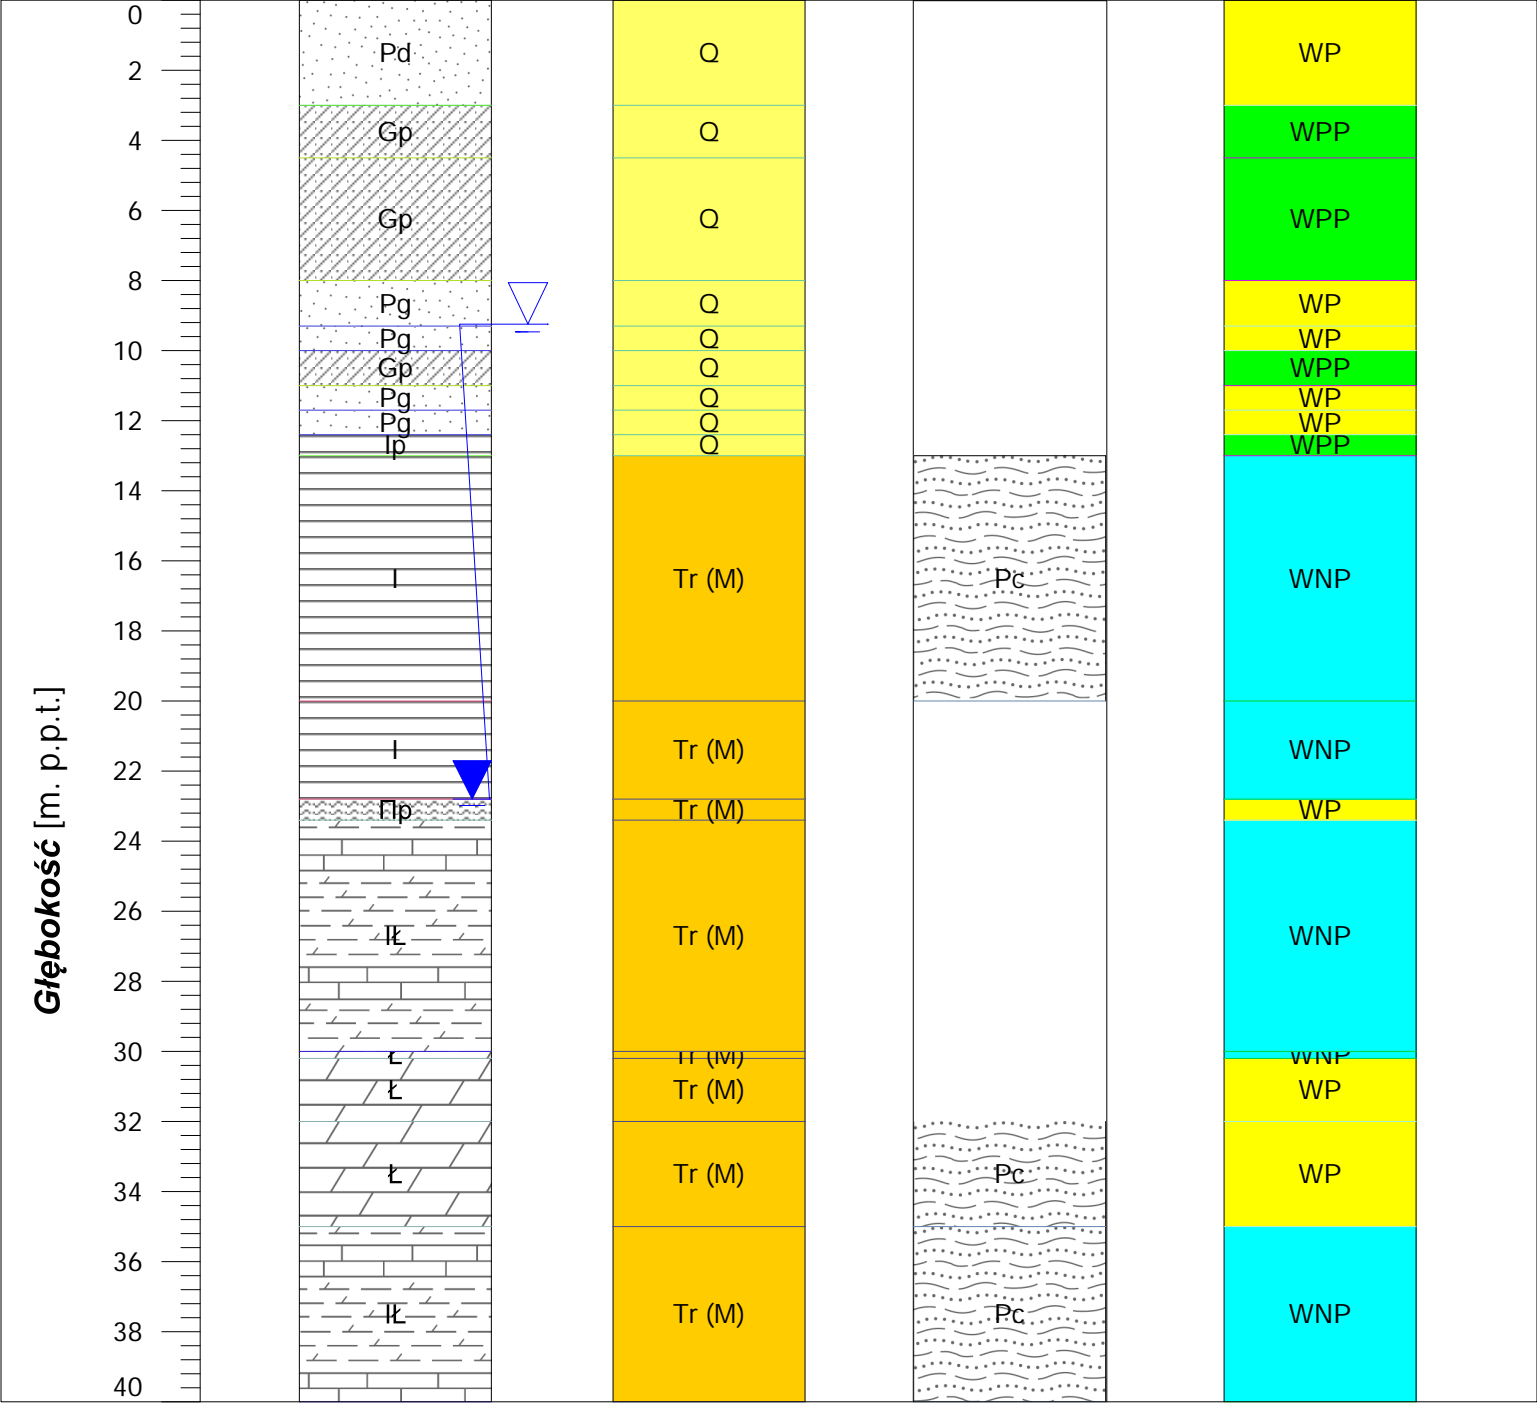 0
Pd Q WP
2
Gp Q WPP
4
Gp Q WPP
6
8
Pg Q WP
Pg Q WP
10
Gp Q WPP
Pg Q WP
12
Pg Q WP
Ip Q WPP
14
16
I Tr (M) Pc WNP
18
20
I Tr (M) WNP
22
Πp Tr (M) WP
24
26
IŁ Tr (M) WNP
28
30
Ł Tr (M) WNP
Ł Tr (M) WP
32
Ł Tr (M) Pc WP
34
36
IŁ Tr (M) Pc WNP
38
40
Głębokość [m. p.p.t.]